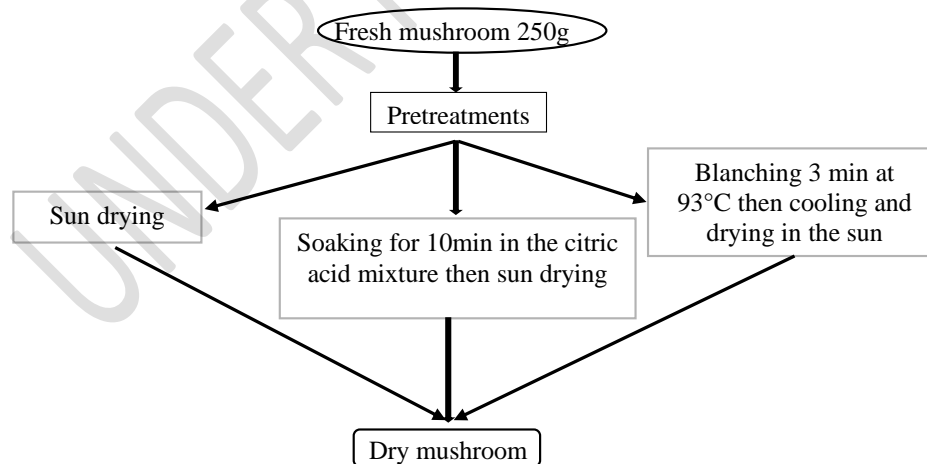 Fresh mushroom 250g
Pretreatments
Sun drying
Soaking for 10min in the citric
acid mixture then sun drying
Blanching 3 min at
93°C then cooling and
drying in the sun
Dry mushroom
UNDER